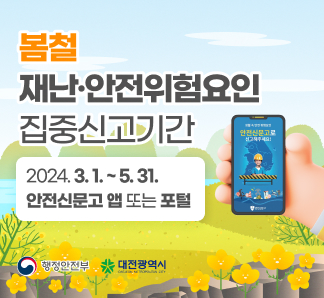 봄철
재난·안전위험요인
집중신고기간
2024. 3. 1. ~ 5. 31.
안전신문고 앱 또는 포털
안전신문고로
신고해주세요!
행정안전부
대전광역시